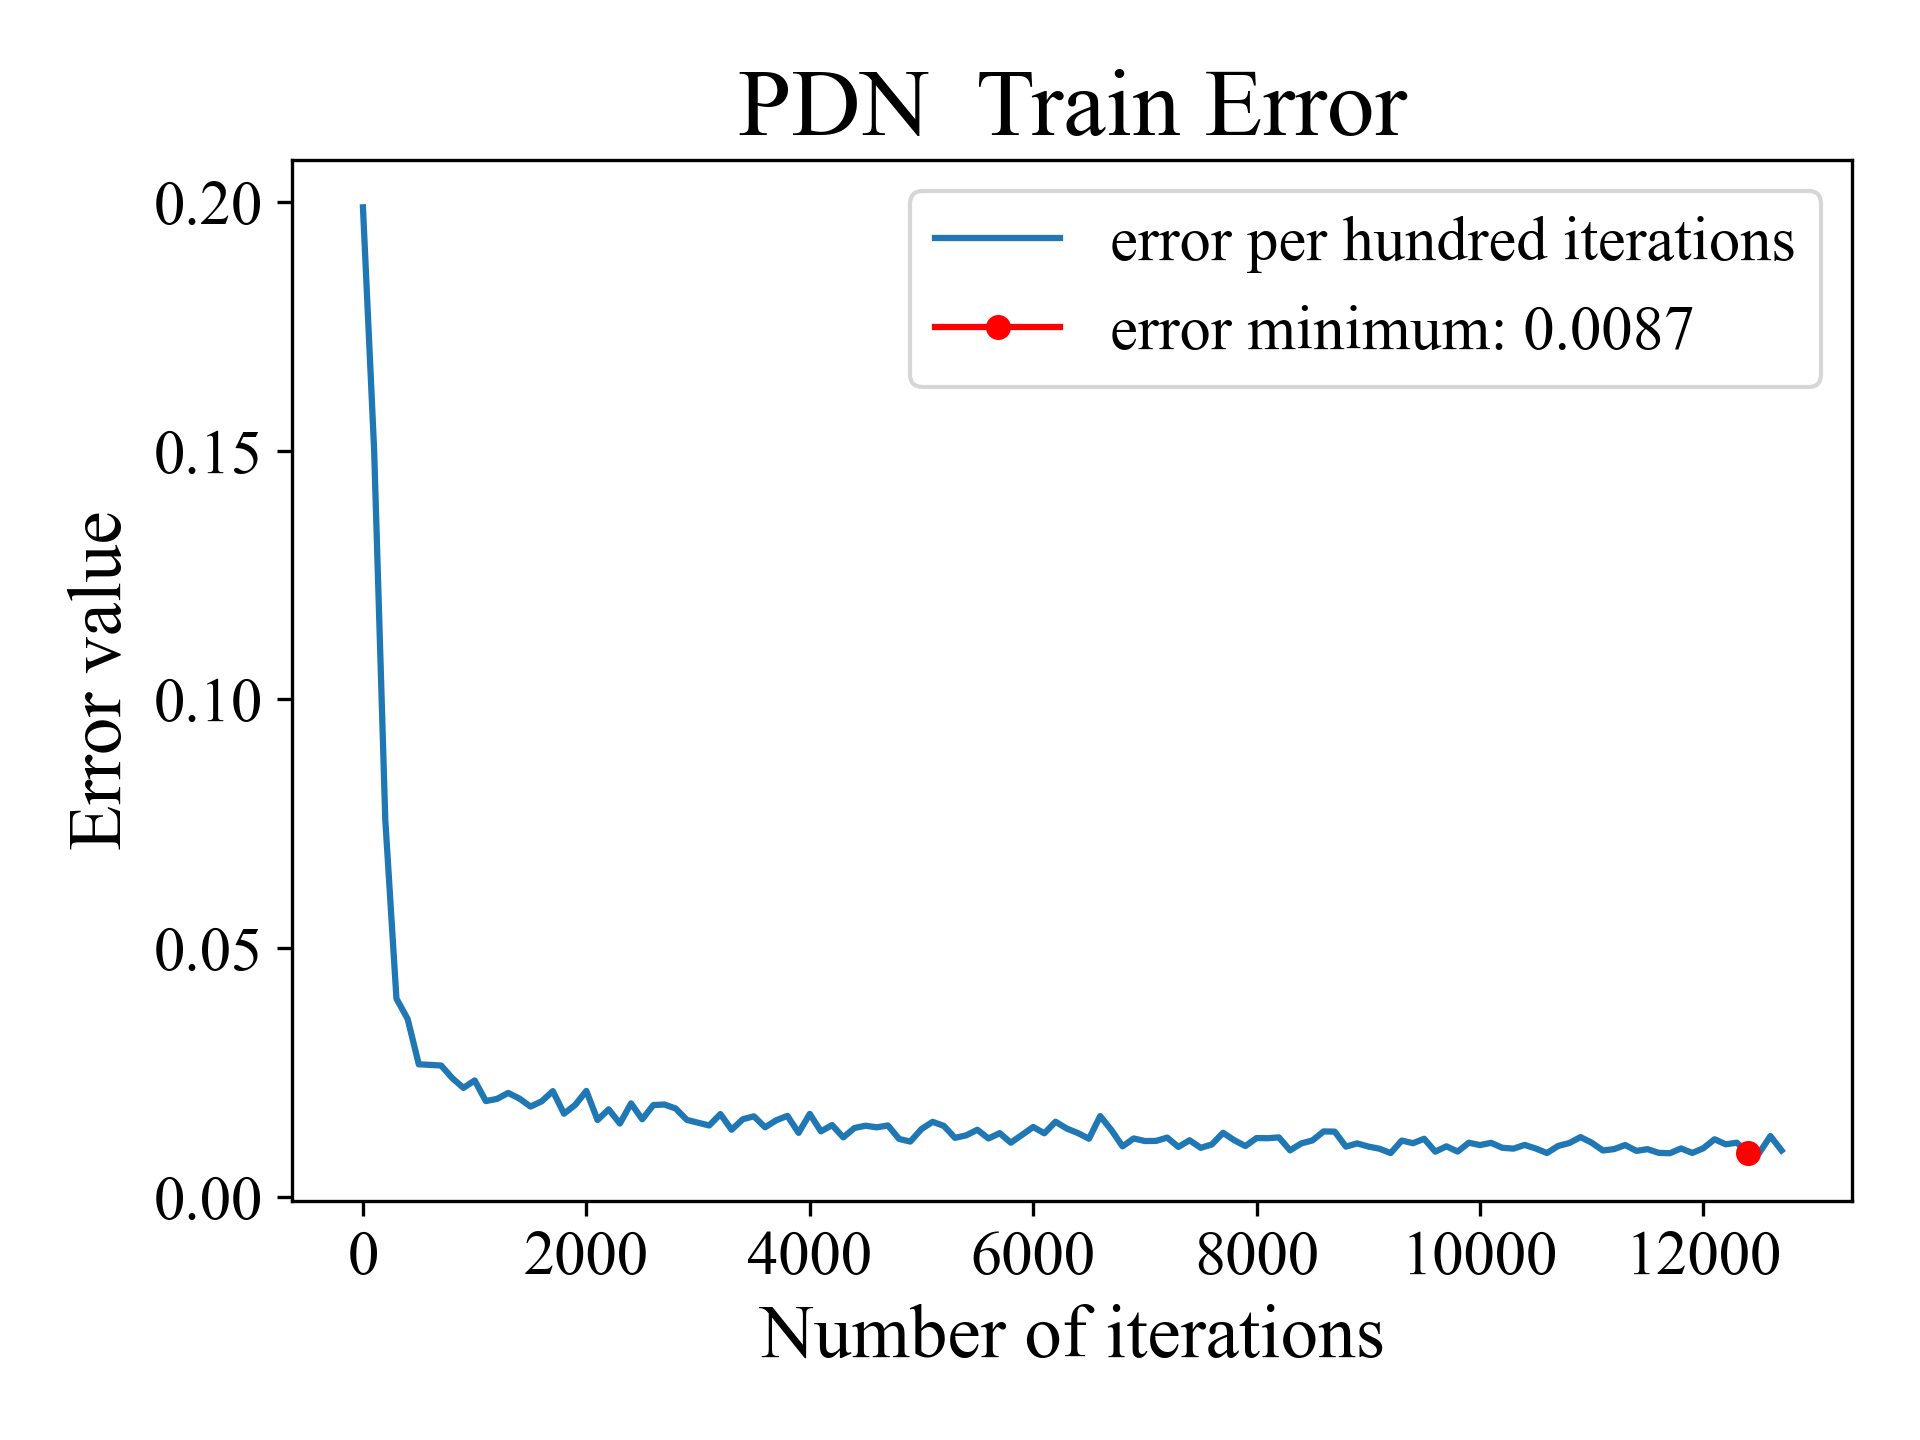 PDN  Train Error
error per hundred iterations
error minimum: 0.0087
Error value
0.20
0.15
0.10
0.05
0.00
0 2000 4000 6000 8000 10000 12000
Number of iterations